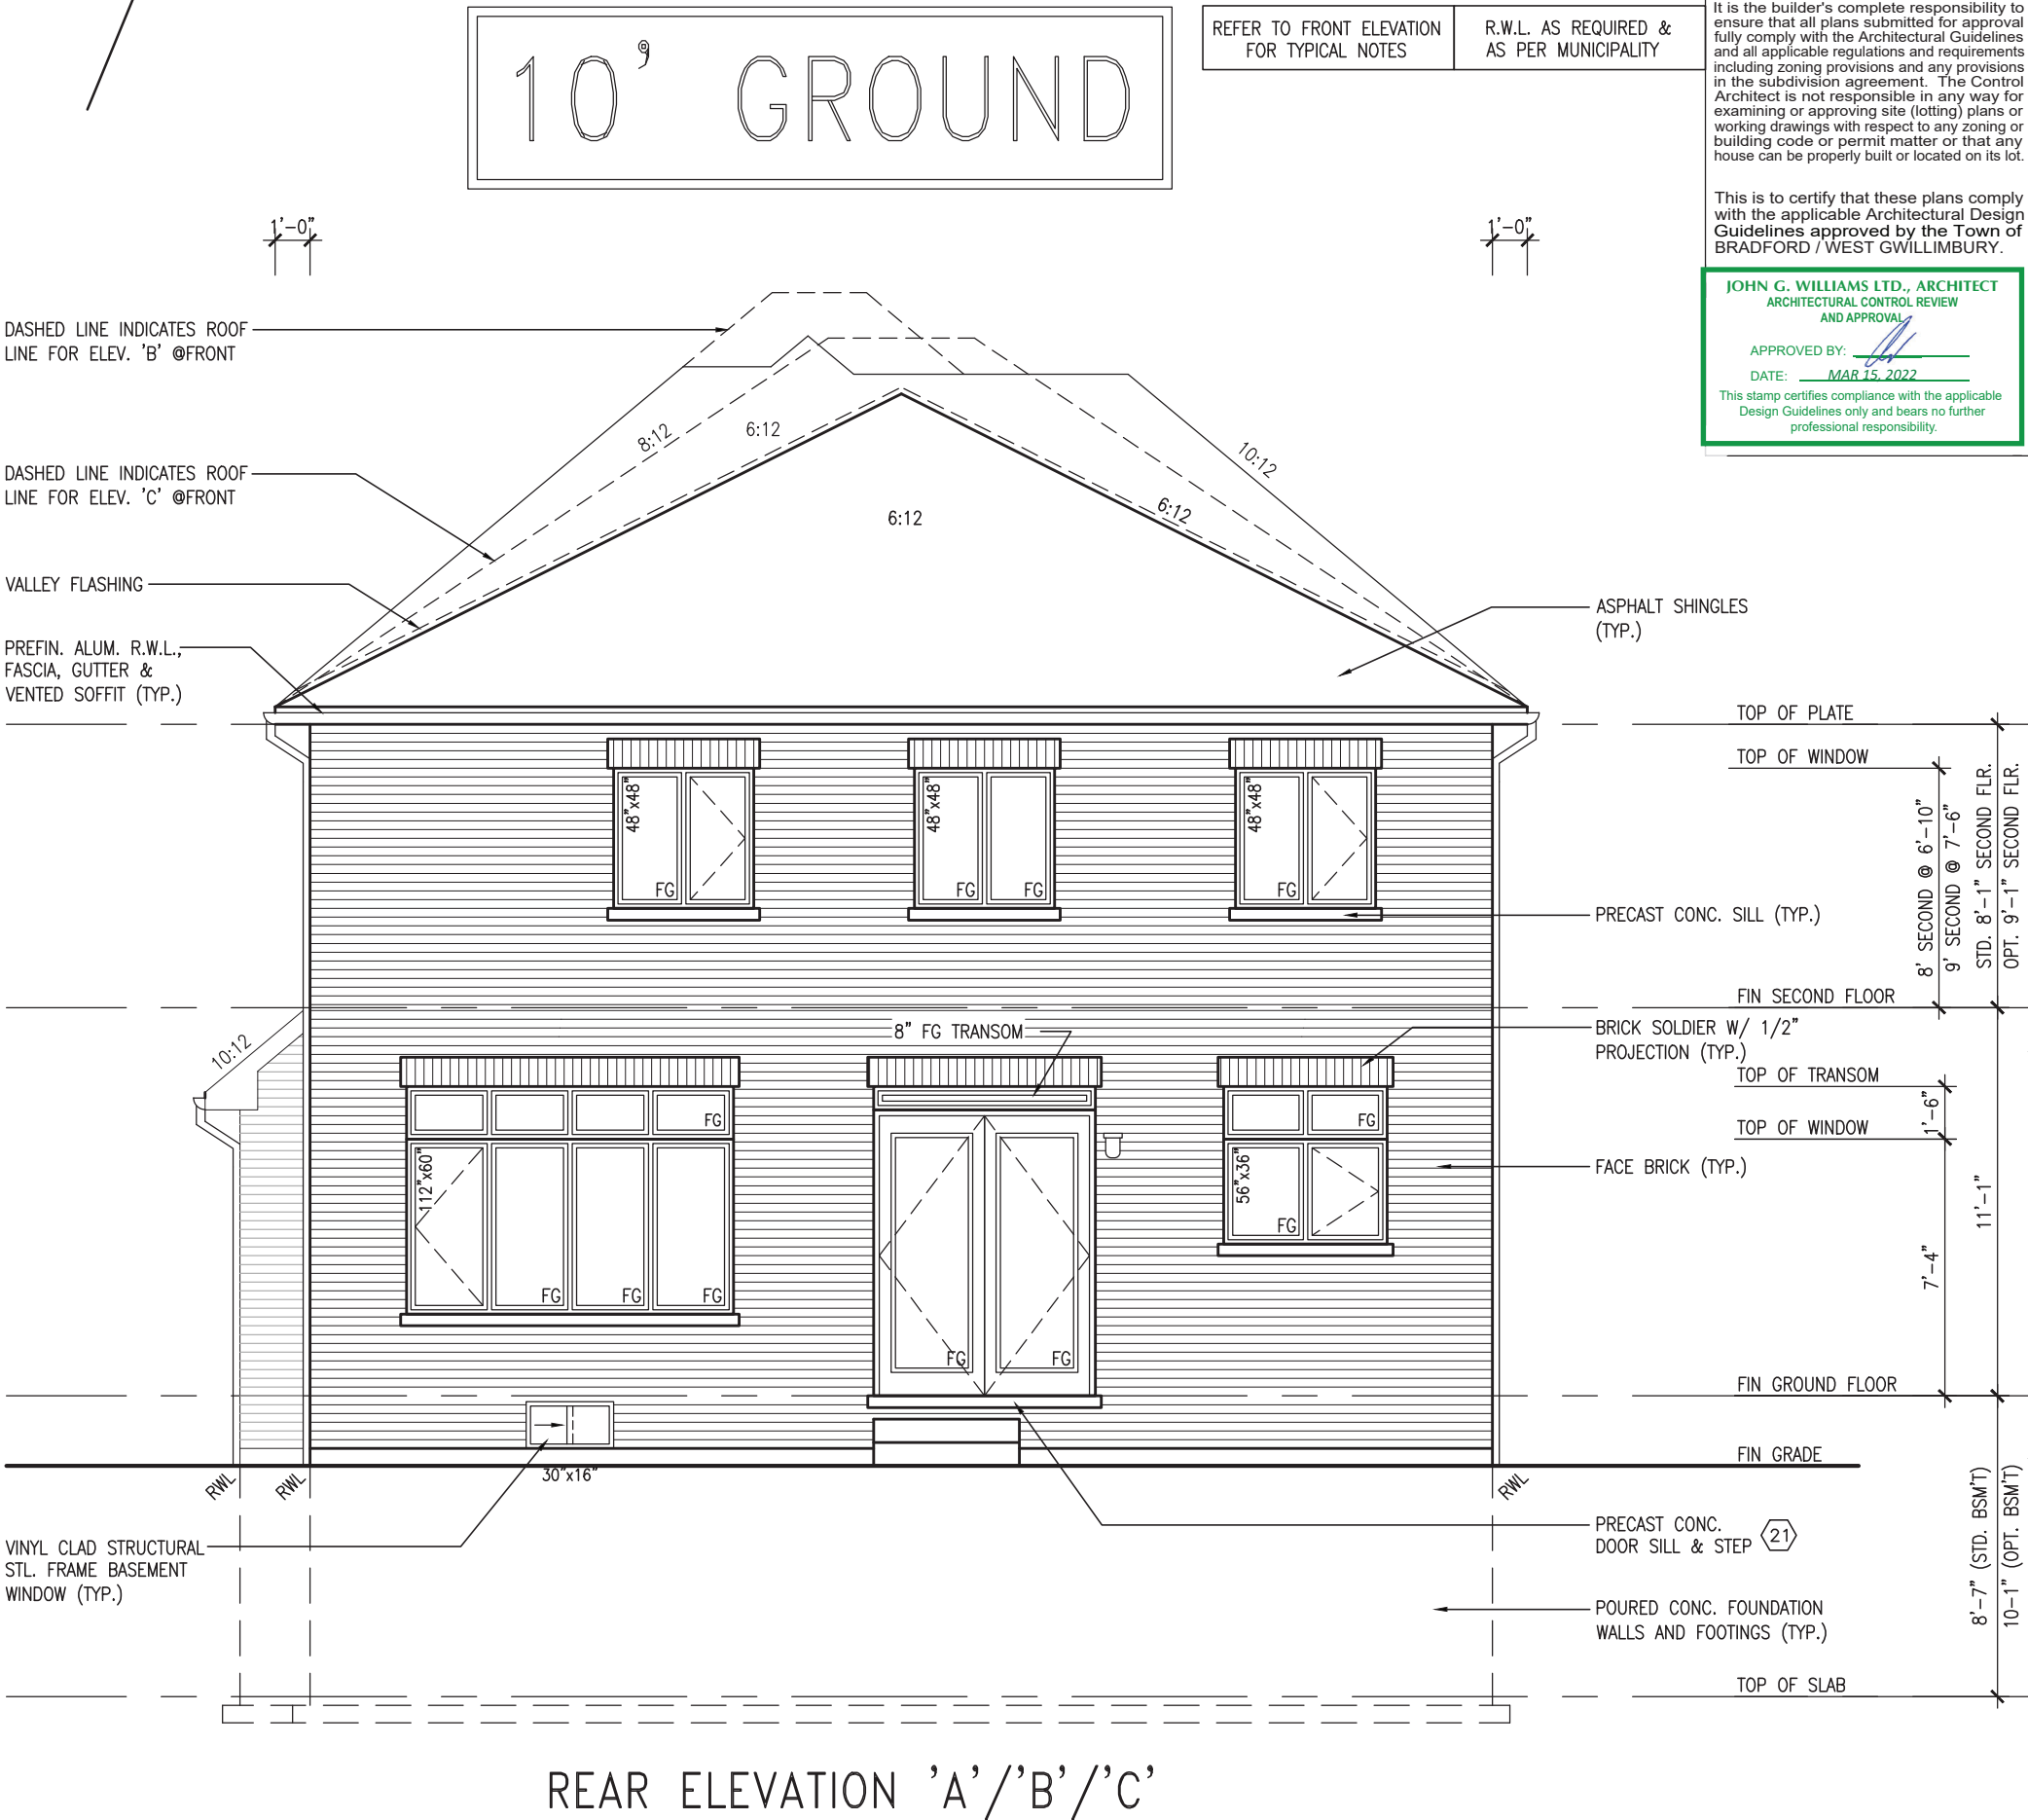 10' GROUND
REFER TO FRONT ELEVATION
FOR TYPICAL NOTES
R.W.L. AS REQUIRED &
AS PER MUNICIPALITY
It is the builder's complete responsibility to
ensure that all plans submitted for approval
fully comply with the Architectural Guidelines
and all applicable regulations and requirements
including zoning provisions and any provisions
in the subdivision agreement. The Control
Architect is not responsible in any way for
examining or approving site (lotting) plans or
working drawings with respect to any zoning or
building code or permit matter or that any
house can be properly built or located on its lot.
This is to certify that these plans comply
with the applicable Architectural Design
Guidelines approved by the Town of
BRADFORD / WEST GWILLIMBURY.
JOHN G. WILLIAMS LTD., ARCHITECT
ARCHITECTURAL CONTROL REVIEW
AND APPROVAL
APPROVED BY:
DATE: MAR 15, 2022
This stamp certifies compliance with the applicable
Design Guidelines only and bears no further
professional responsibility.
1'-0"
1'-0"
DASHED LINE INDICATES ROOF
LINE FOR ELEV. 'B' @FRONT
DASHED LINE INDICATES ROOF
LINE FOR ELEV. 'C' @FRONT
VALLEY FLASHING
PREFIN. ALUM. R.W.L.,
FASCIA, GUTTER &
VENTED SOFFIT (TYP.)
8:12
6:12
6:12
6:12
10:12
ASPHALT SHINGLES
(TYP.)
TOP OF PLATE
TOP OF WINDOW
48"x48"
FG
48"x48"
FG
FG
48"x48"
FG
PRECAST CONC. SILL (TYP.)
8' SECOND @ 6'-10"
9' SECOND @ 7'-6"
STD. 8'-1" SECOND FLR.
OPT. 9'-1" SECOND FLR.
FIN SECOND FLOOR
10:12
8" FG TRANSOM
BRICK SOLDIER W/ 1/2"
PROJECTION (TYP.)
TOP OF TRANSOM
1'-6"
TOP OF WINDOW
FG
112"x60"
FG
FG
FG
FG
FG
FG
56"x36"
FG
FACE BRICK (TYP.)
11'-1"
7'-4"
FIN GROUND FLOOR
FIN GRADE
30"x16"
RWL
RWL
RWL
VINYL CLAD STRUCTURAL
STL. FRAME BASEMENT
WINDOW (TYP.)
PRECAST CONC.
DOOR SILL & STEP 21
POURED CONC. FOUNDATION
WALLS AND FOOTINGS (TYP.)
8'-7" (STD. BSM'T)
10-1" (OPT. BSM'T)
TOP OF SLAB
REAR ELEVATION 'A'/'B'/'C'